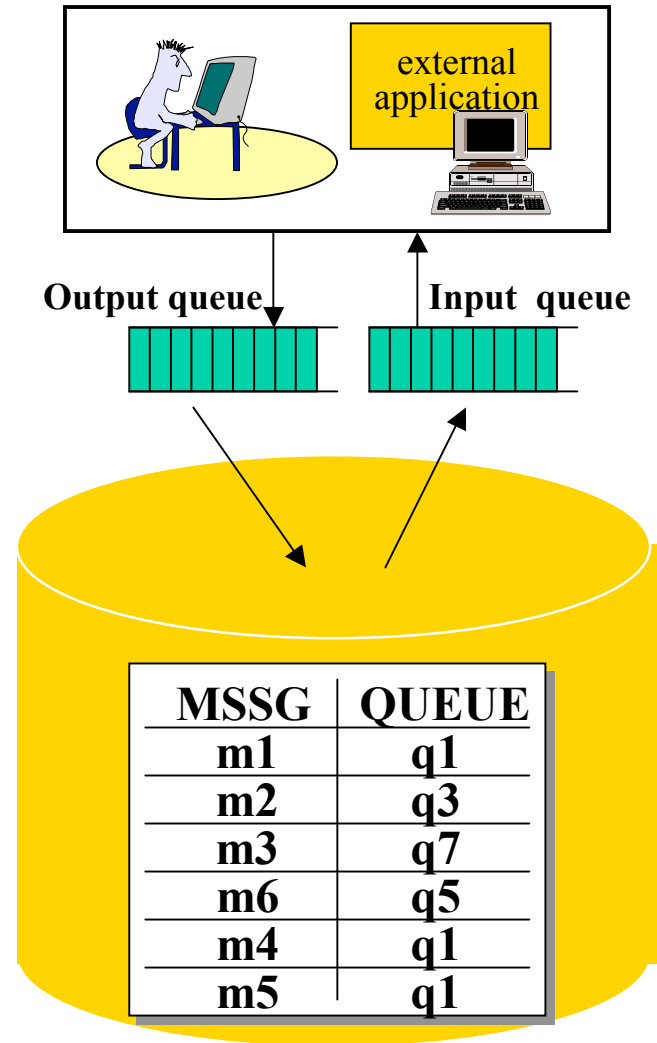 external
application
Output queue
Input queue
MSSG QUEUE
m1 q1
m2 q3
m3 q7
m6 q5
m4 q1
m5 q1